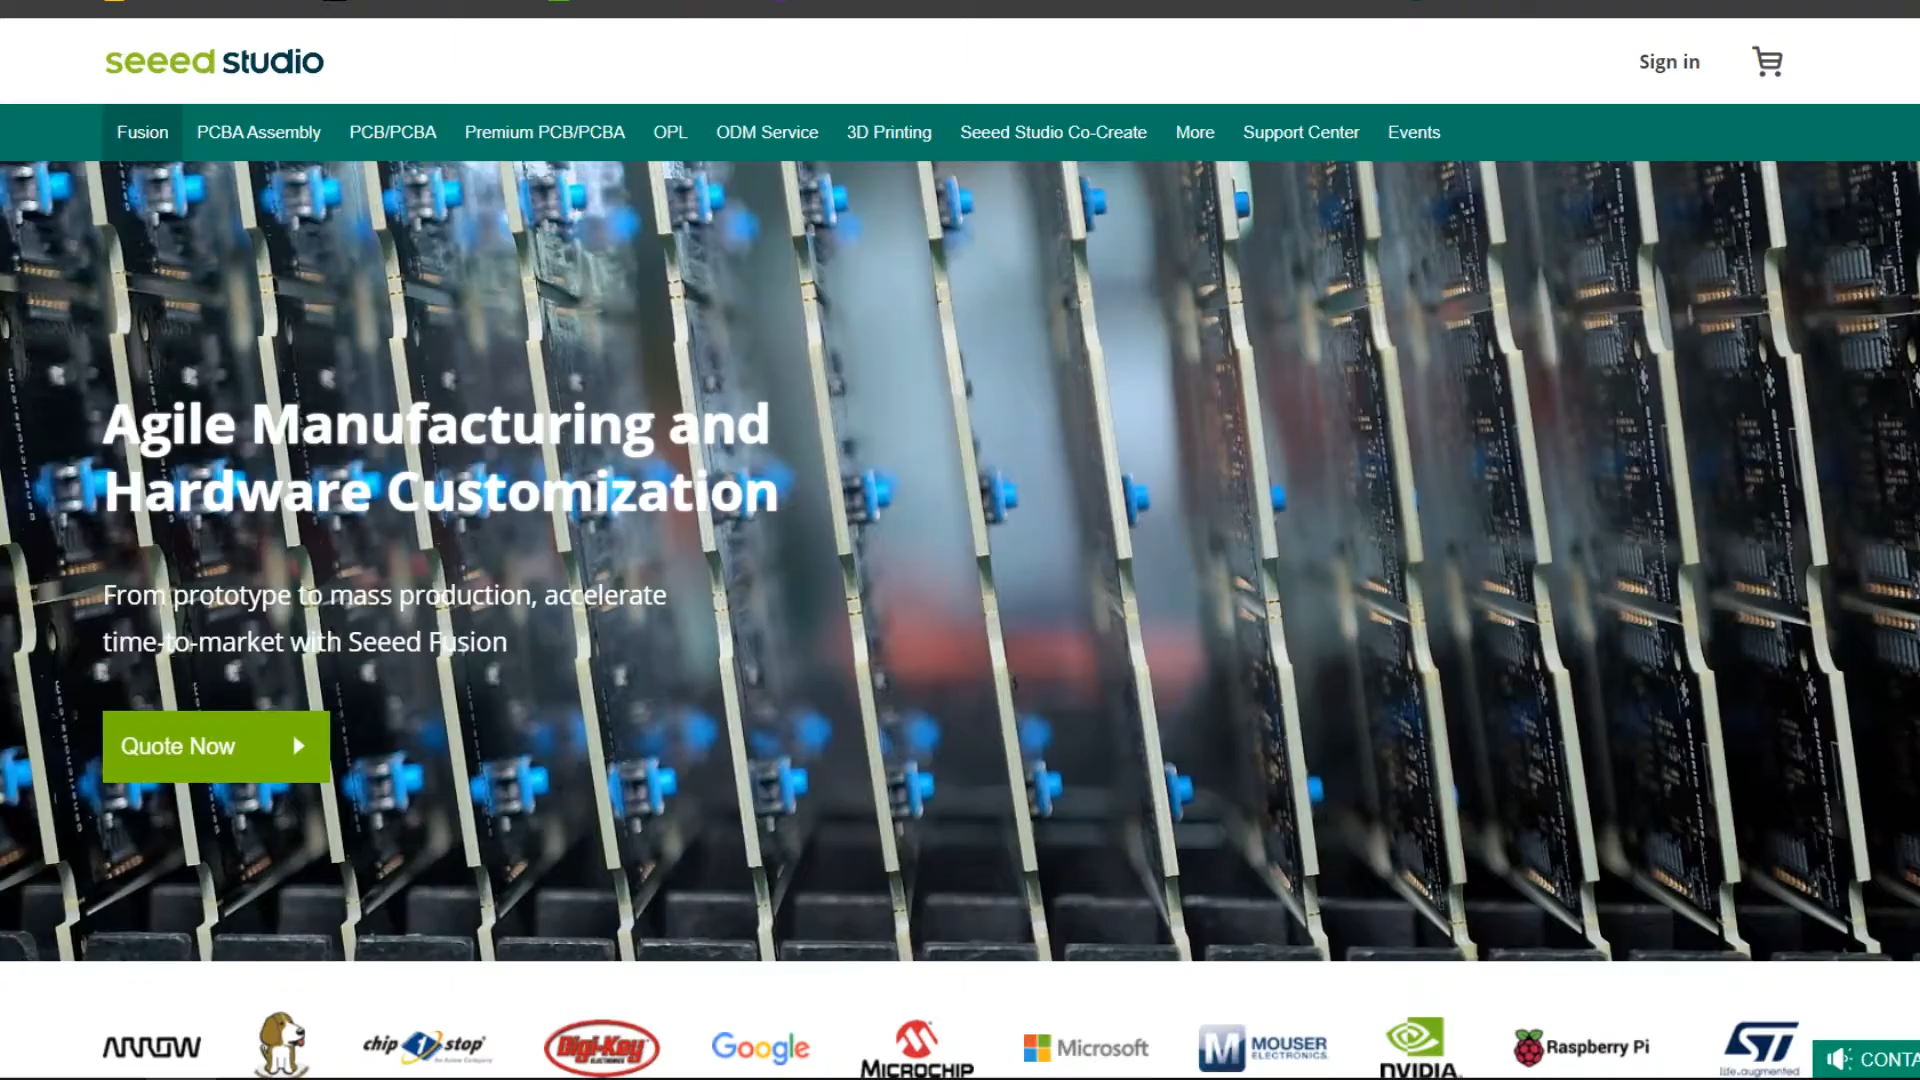 seeed studio
Sign in
Fusion PCBA Assembly PCB/PCBA Premium PCB/PCBA OPL ODM Service 3D Printing Seeed Studio Co-Create More Support Center Events
Agile Manufacturing and
Hardware Customization
From prototype to mass production, accelerate
time-to-market with Seeed Fusion
Quote Now
ARROW
chip 1 stop
Digi-Key
ELECTRONICS
Google
MICROCHIP
Microsoft
M MOUSER
ELECTRONICS
NVIDIA
Raspberry Pi
ST
life.augmented
CONTA